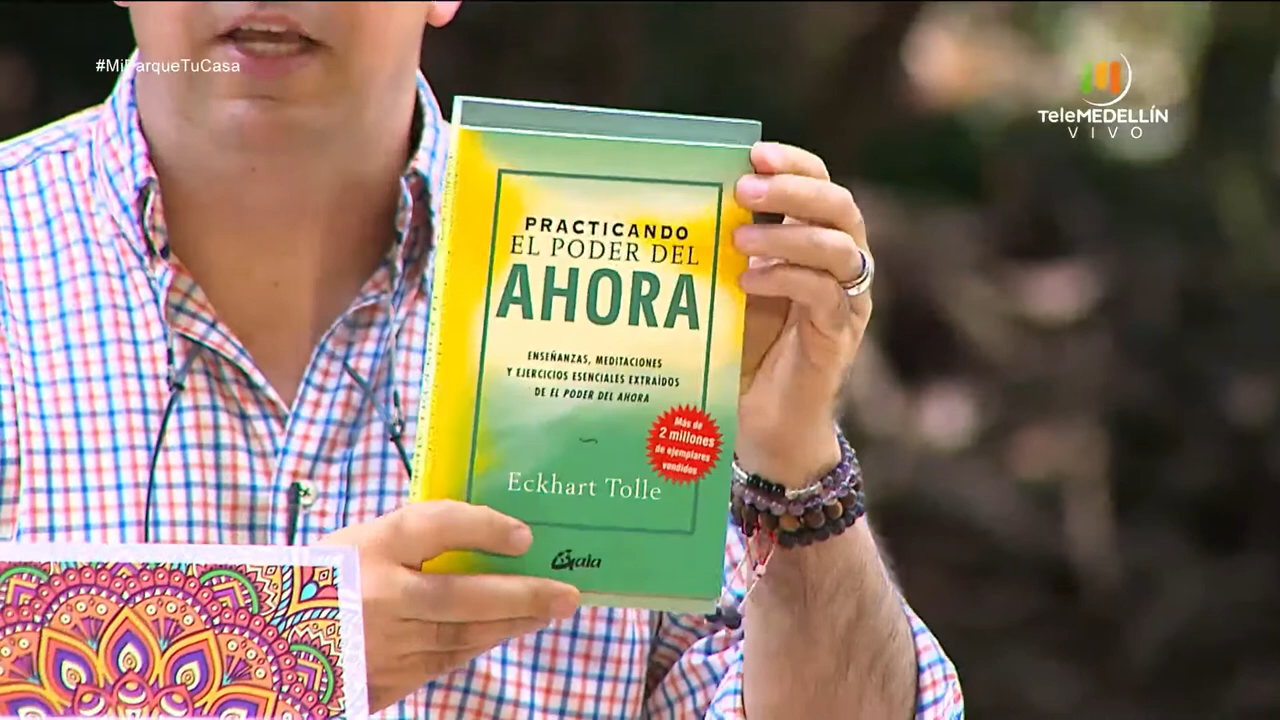 #MiParqueTuCasa
TeleMEDELLÍN
VIVO
PRACTICANDO
EL PODER DEL
AHORA
ENSEÑANZAS, MEDITACIONES
Y EJERCICIOS ESENCIALES EXTRAÍDOS
DE EL PODER DEL AHORA
Más de
2 millones
de ejemplares
vendidos
Eckhart Tolle
Gaia